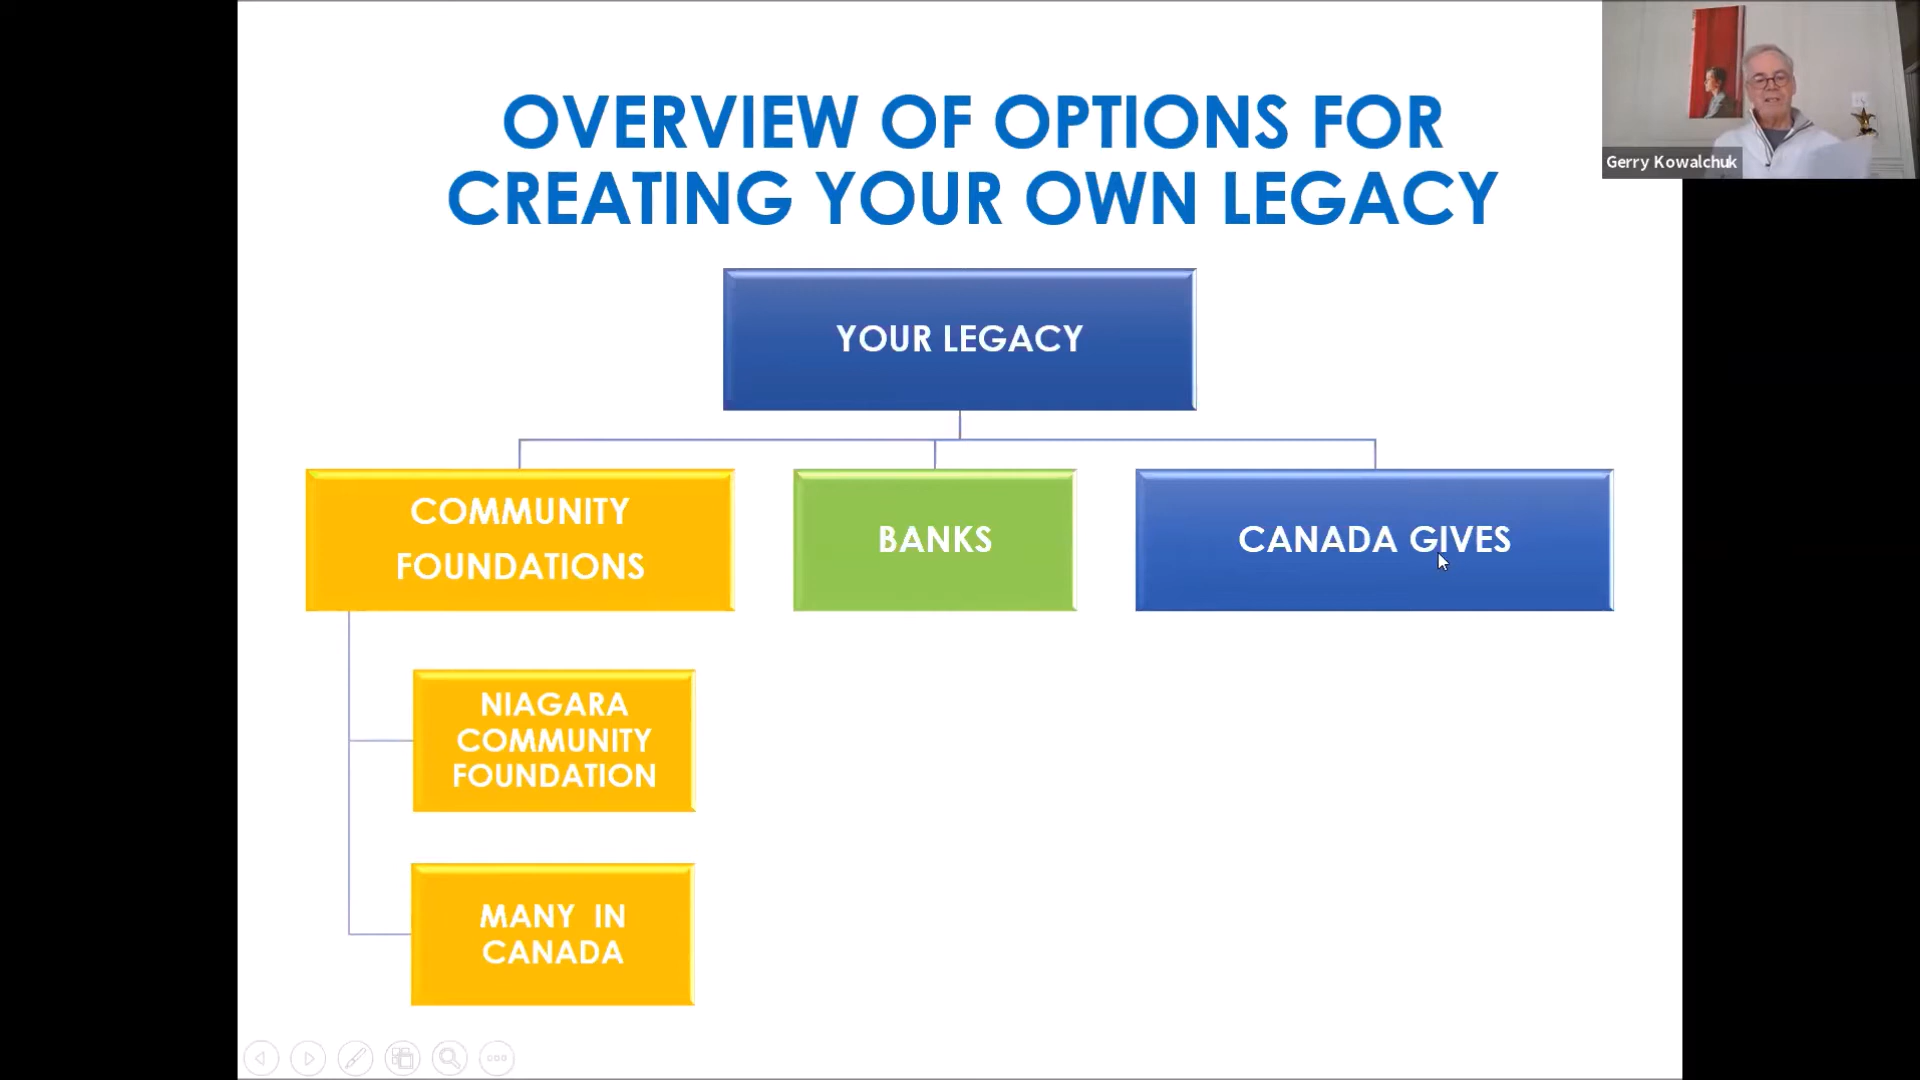 OVERVIEW OF OPTIONS FOR
CREATING YOUR OWN LEGACY
Gerry Kowalchuk
YOUR LEGACY
COMMUNITY
FOUNDATIONS
BANKS
CANADA GIVES
NIAGARA
COMMUNITY
FOUNDATION
MANY IN
CANADA